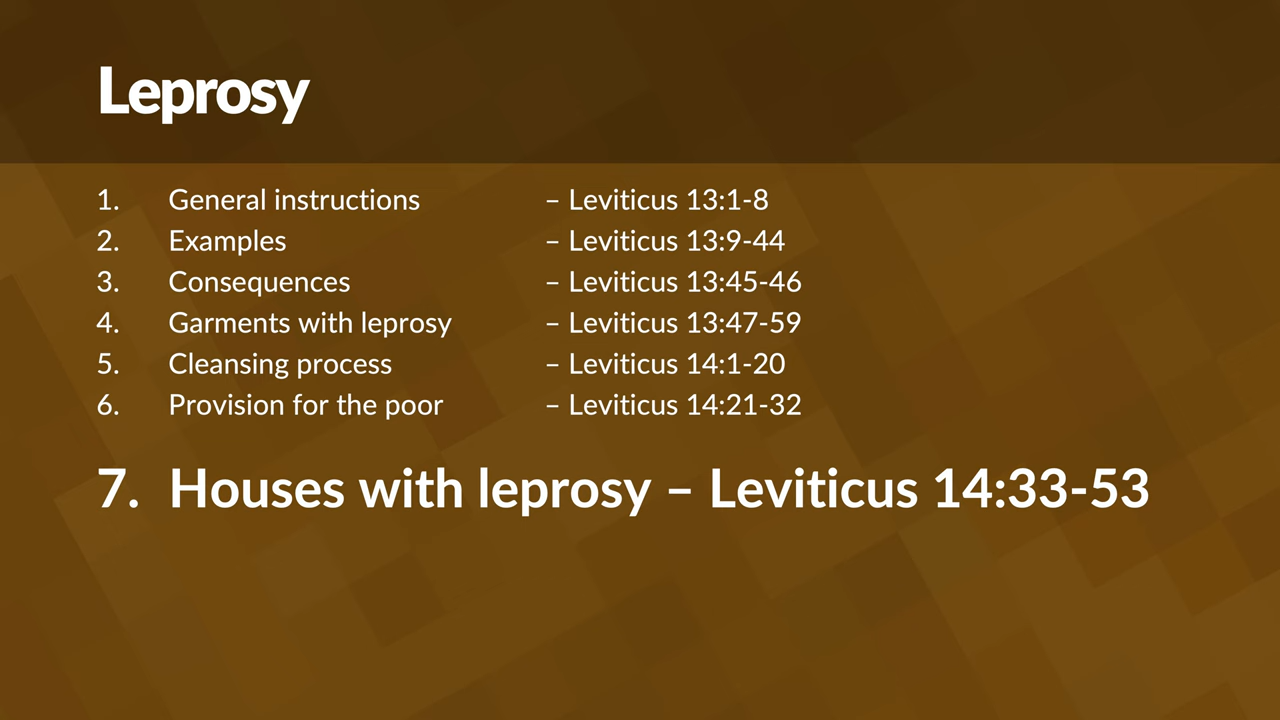 Leprosy
1. General instructions – Leviticus 13:1-8
2. Examples – Leviticus 13:9-44
3. Consequences – Leviticus 13:45-46
4. Garments with leprosy – Leviticus 13:47-59
5. Cleansing process – Leviticus 14:1-20
6. Provision for the poor – Leviticus 14:21-32
7. Houses with leprosy – Leviticus 14:33-53